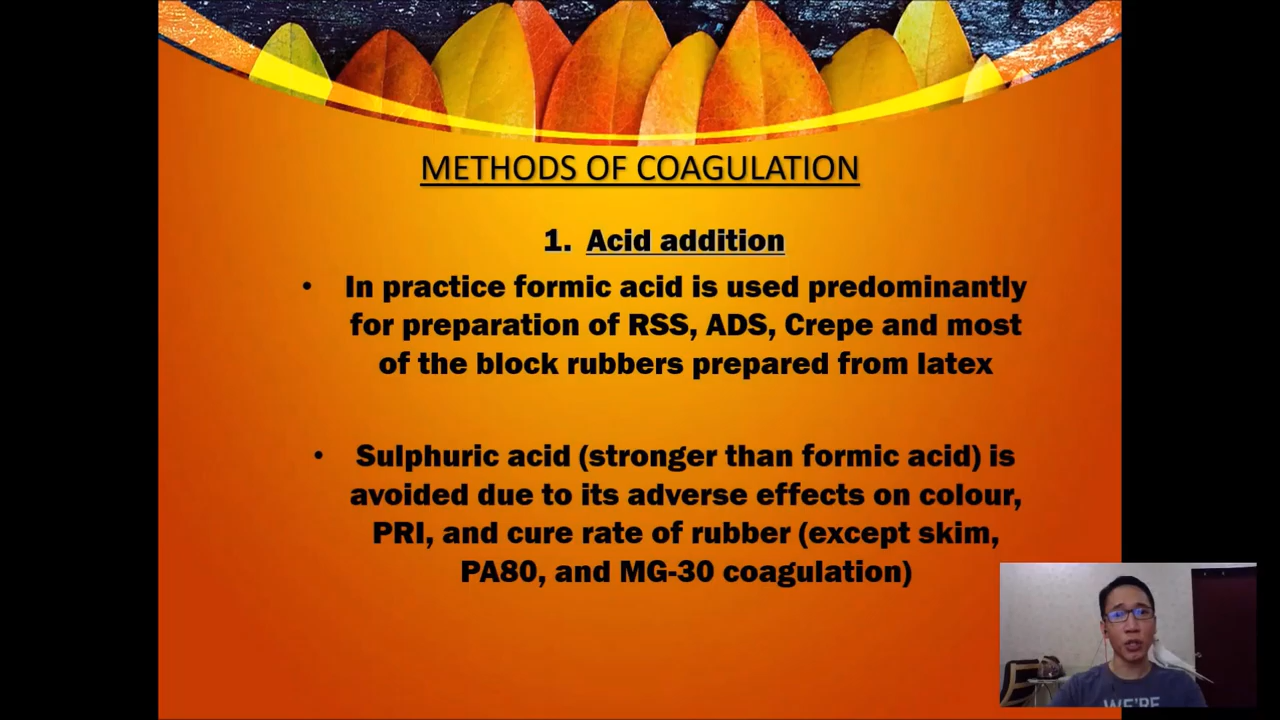 METHODS OF COAGULATION
1. Acid addition
• In practice formic acid is used predominantly
for preparation of RSS, ADS, Crepe and most
of the block rubbers prepared from latex
• Sulphuric acid (stronger than formic acid) is
avoided due to its adverse effects on colour,
PRI, and cure rate of rubber (except skim,
PA80, and MG-30 coagulation)
WE'RE